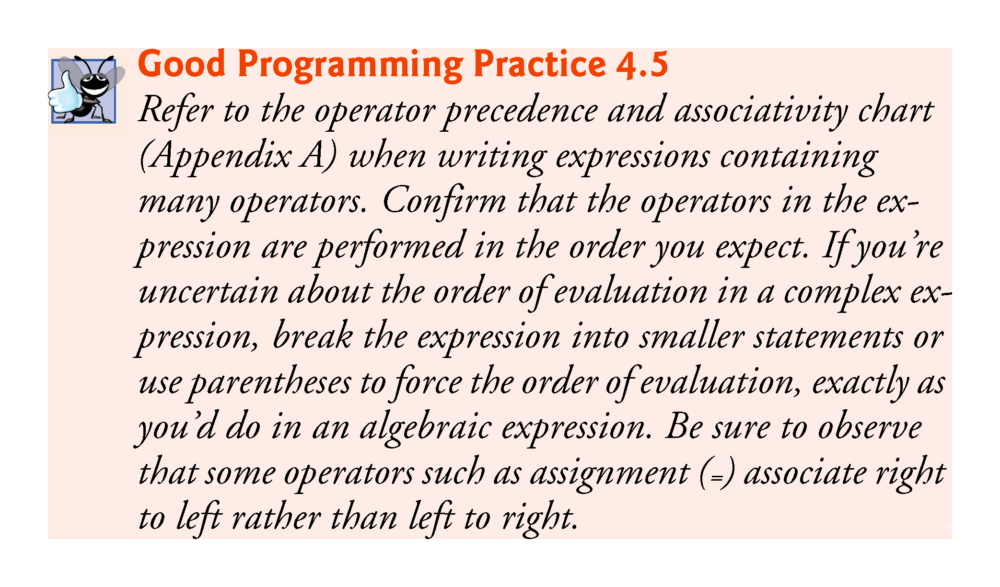 Good Programming Practice 4.5
Refer to the operator precedence and associativity chart
(Appendix A) when writing expressions containing
many operators. Confirm that the operators in the ex-
pression are performed in the order you expect. If you’re
uncertain about the order of evaluation in a complex ex-
pression, break the expression into smaller statements or
use parentheses to force the order of evaluation, exactly as
you’d do in an algebraic expression. Be sure to observe
that some operators such as assignment (=) associate right
to left rather than left to right.
4.5